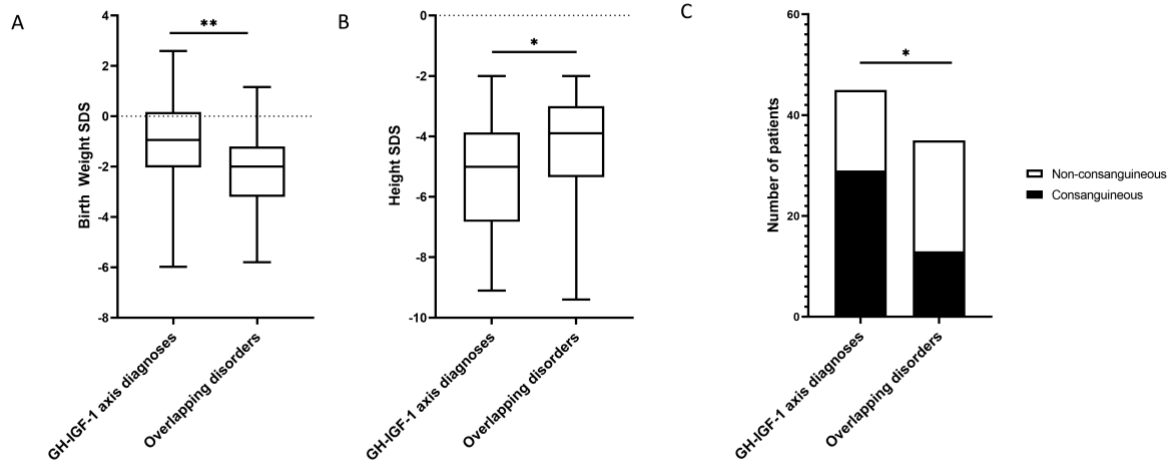 A
**
4
2
0
-2
-4
-6
-8
Birth Weight SDS
GH-IGF-1 axis diagnoses
Overlapping disorders
B
*
0
-2
-4
-6
-8
-10
Height SDS
GH-IGF-1 axis diagnoses
Overlapping disorders
C
*
60
40
20
0
Number of patients
GH-IGF-1 axis diagnoses
Overlapping disorders
Non-consanguineous
Consanguineous